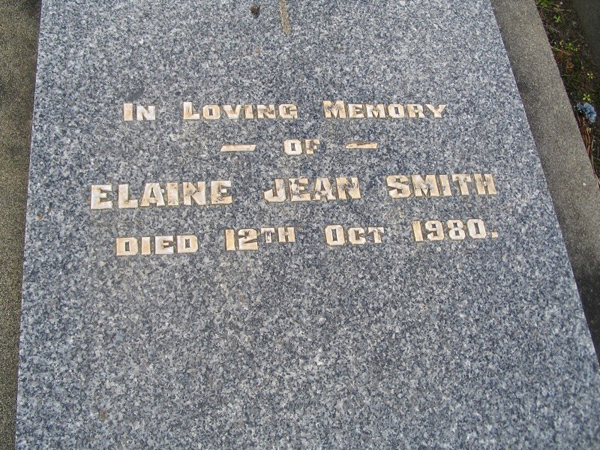 In Loving Memory
— OF —
ELAINE JEAN SMITH
DIED 12TH OCT 1980.